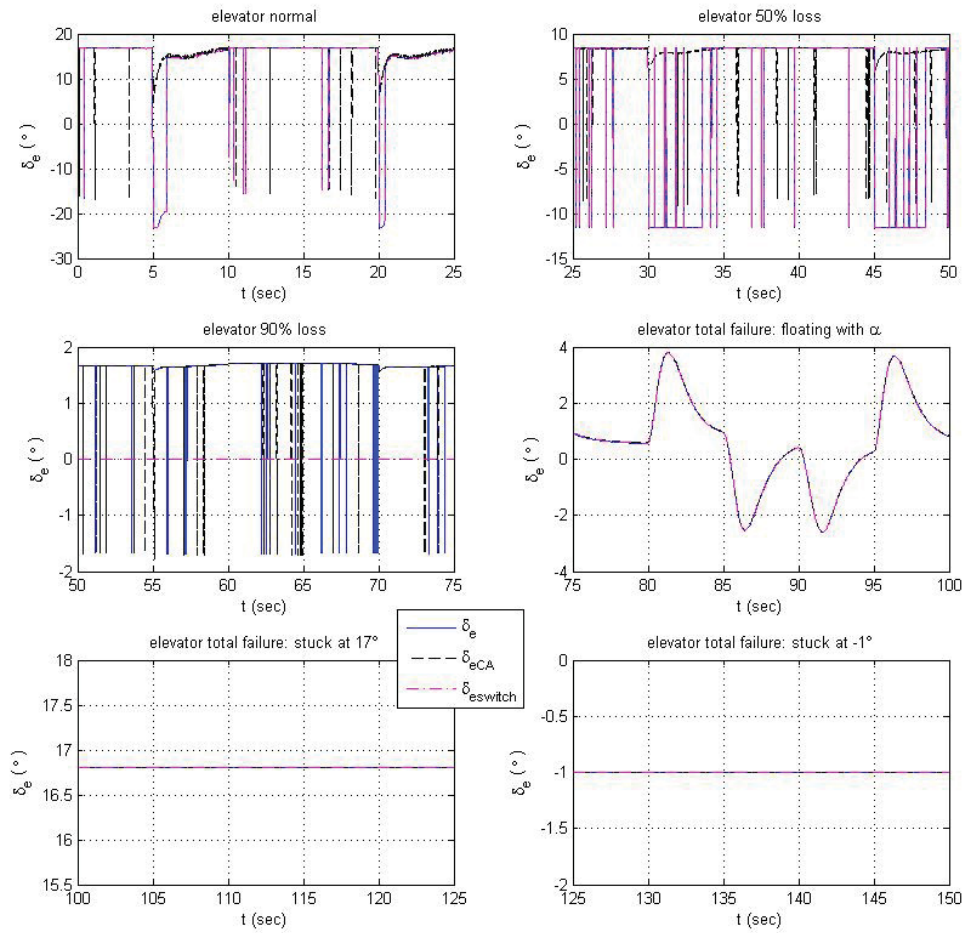 elevator normal
20
10
0
-10
-20
-30
δe (°)
0 5 10 15 20 25
t (sec)
elevator 50% loss
10
5
0
-5
-10
-15
δe (°)
25 30 35 40 45 50
t (sec)
elevator 90% loss
2
1
0
-1
-2
δe (°)
50 55 60 65 70 75
t (sec)
elevator total failure: floating with α
4
2
0
-2
-4
δe (°)
75 80 85 90 95 100
t (sec)
δe
δeCA
δeswitch
elevator total failure: stuck at 17°
18
17.5
17
16.5
16
15.5
δe (°)
100 105 110 115 120 125
t (sec)
elevator total failure: stuck at -1°
0
-0.5
-1
-1.5
-2
δe (°)
125 130 135 140 145 150
t (sec)